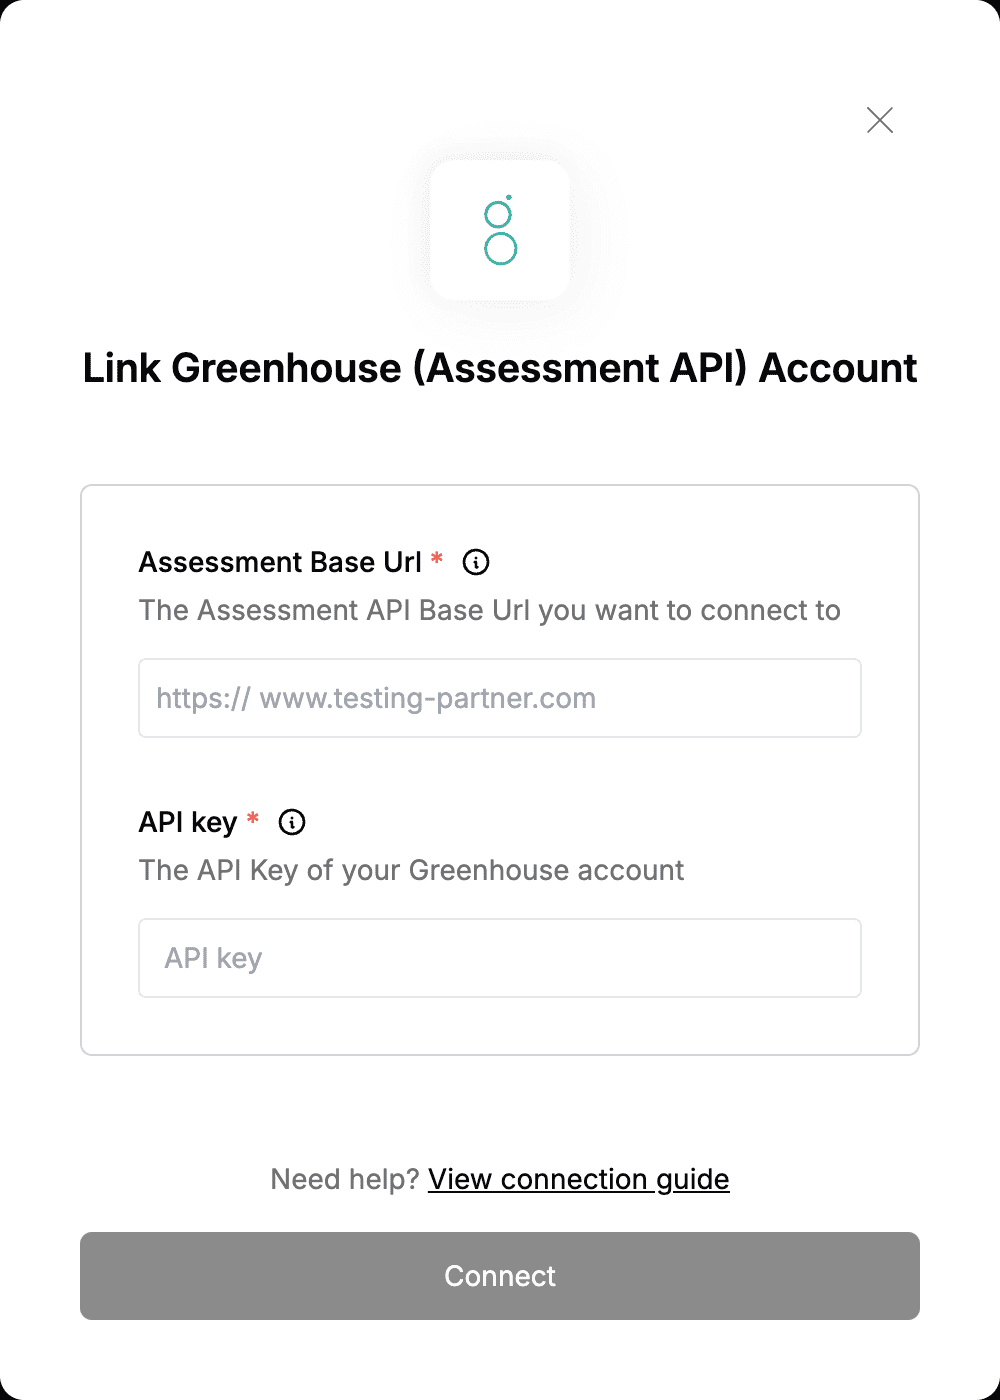 Link Greenhouse (Assessment API) Account
Assessment Base Url *
The Assessment API Base Url you want to connect to
https:// www.testing-partner.com
API key *
The API Key of your Greenhouse account
API key
Need help? View connection guide
Connect